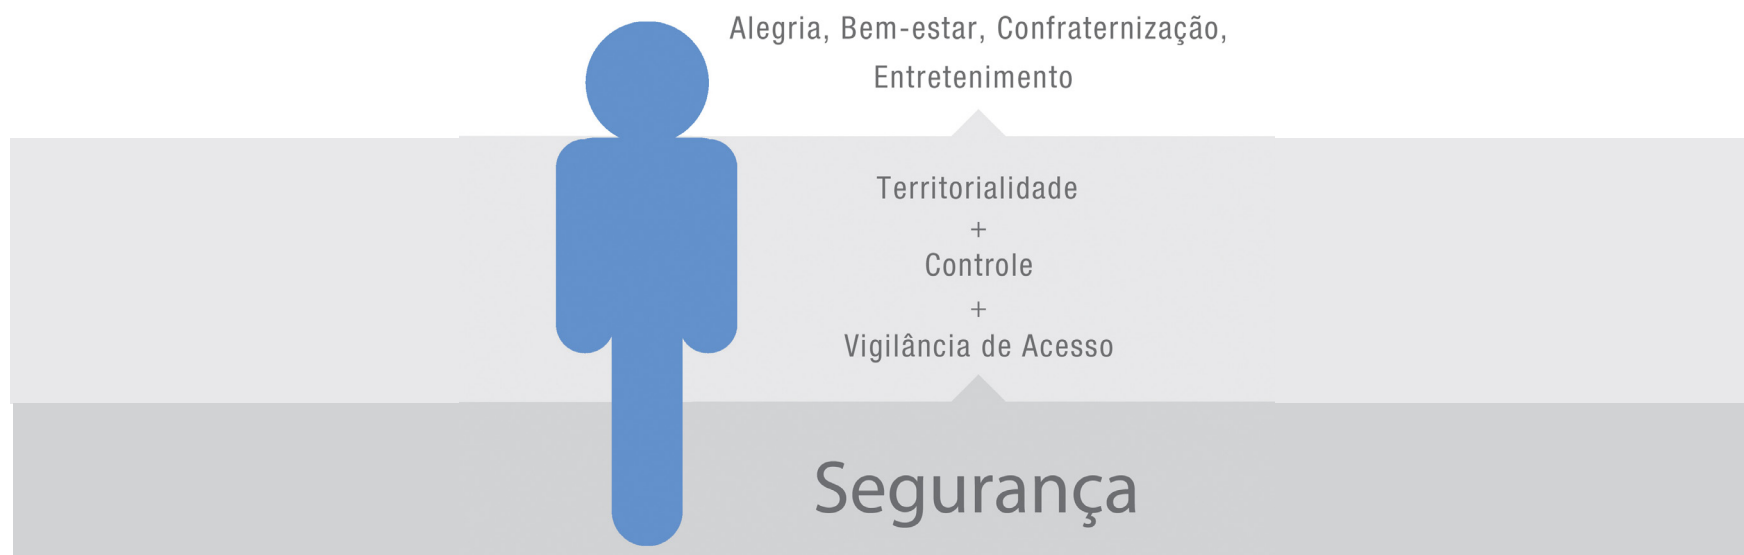 Alegria, Bem-estar, Confraternização,
Entretenimento
Territorialidade
+
Controle
+
Vigilância de Acesso
Segurança